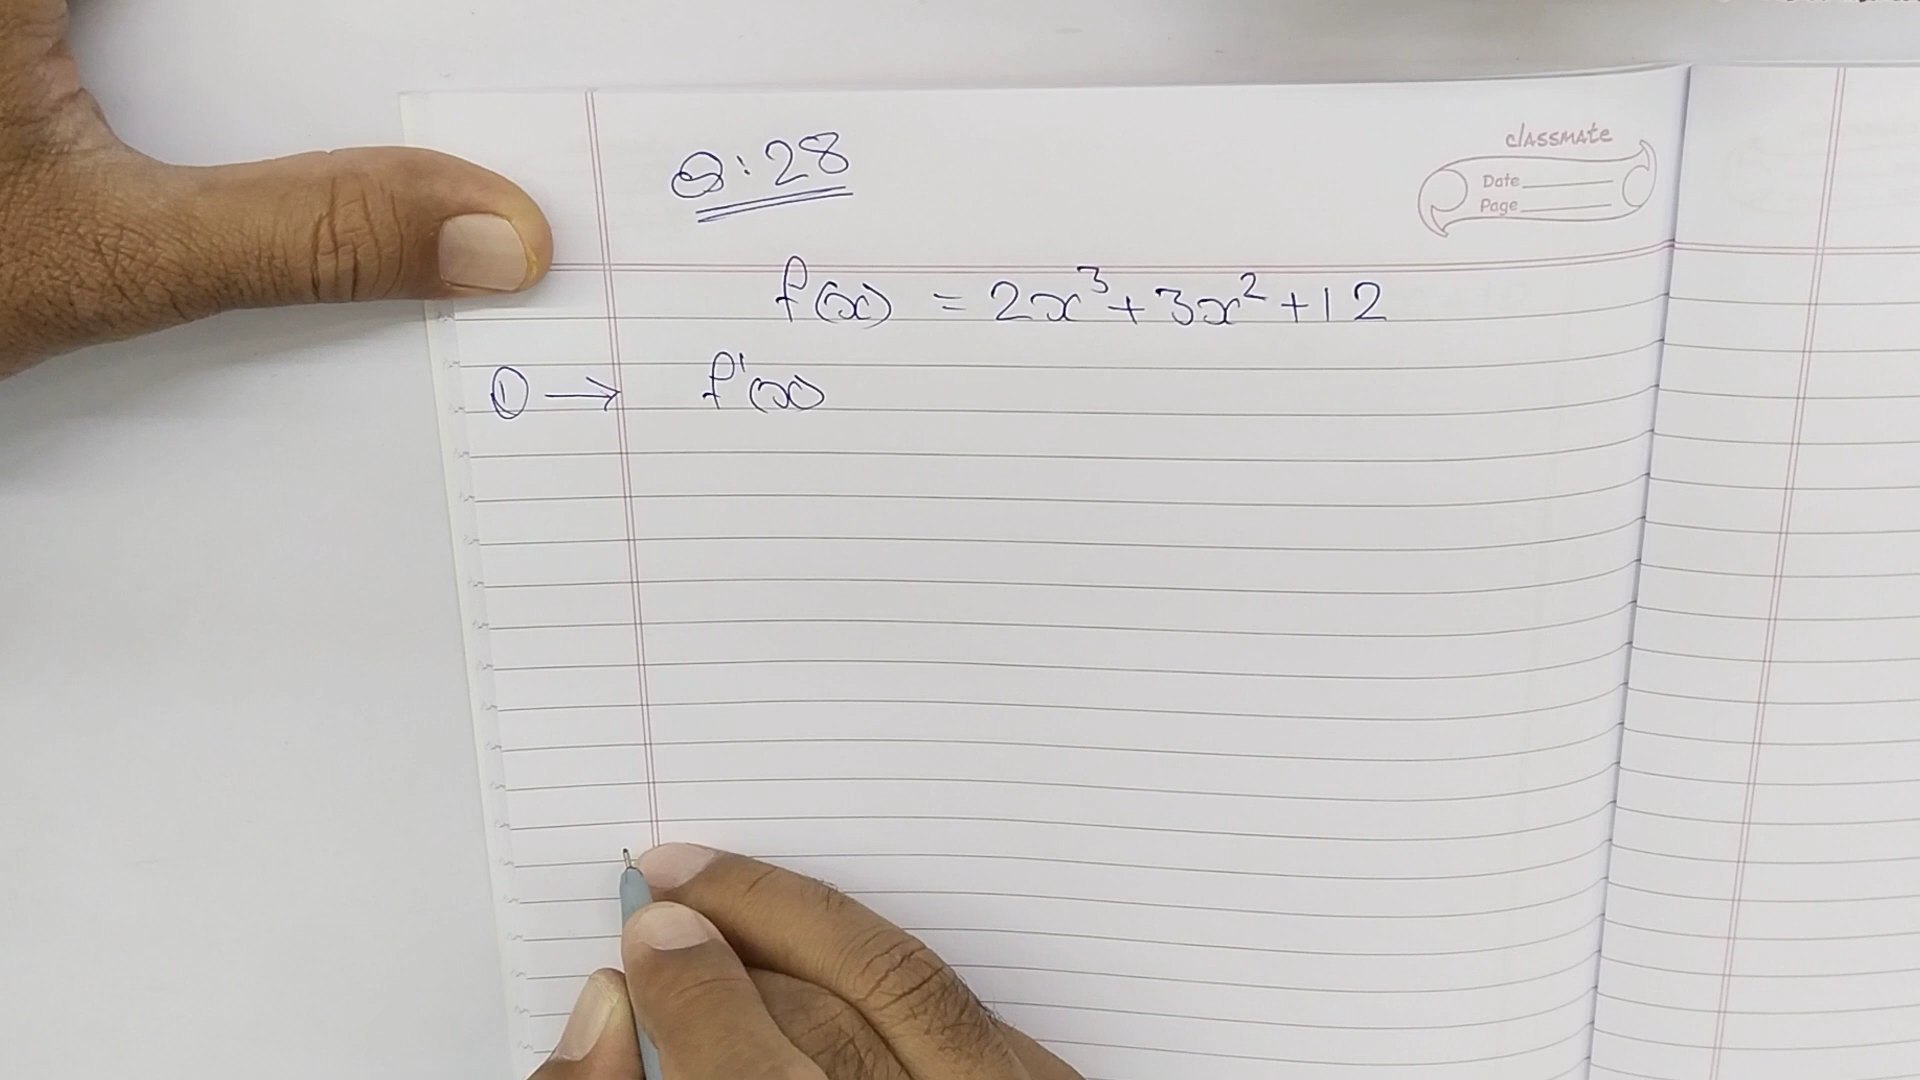 Q:28
classmate
Date
Page
f(x) = 2x³+3x²+12
① → f'(x)